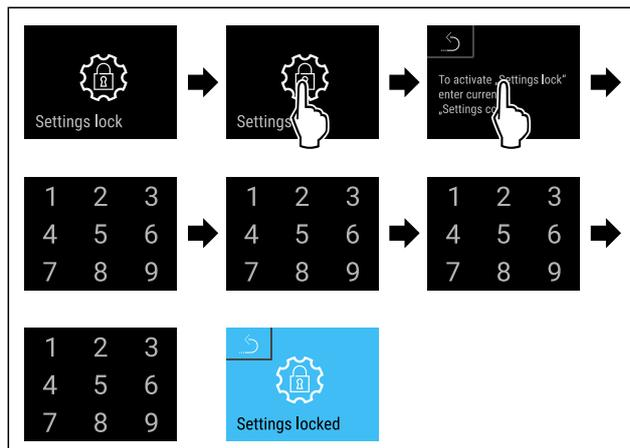 Settings lock
Settings
To activate „Settings lock“
enter curren
„Settings co
1 2 3
4 5 6
7 8 9
1 2 3
4 5 6
7 8 9
1 2 3
4 5 6
7 8 9
1 2 3
4 5 6
7 8 9
Settings locked